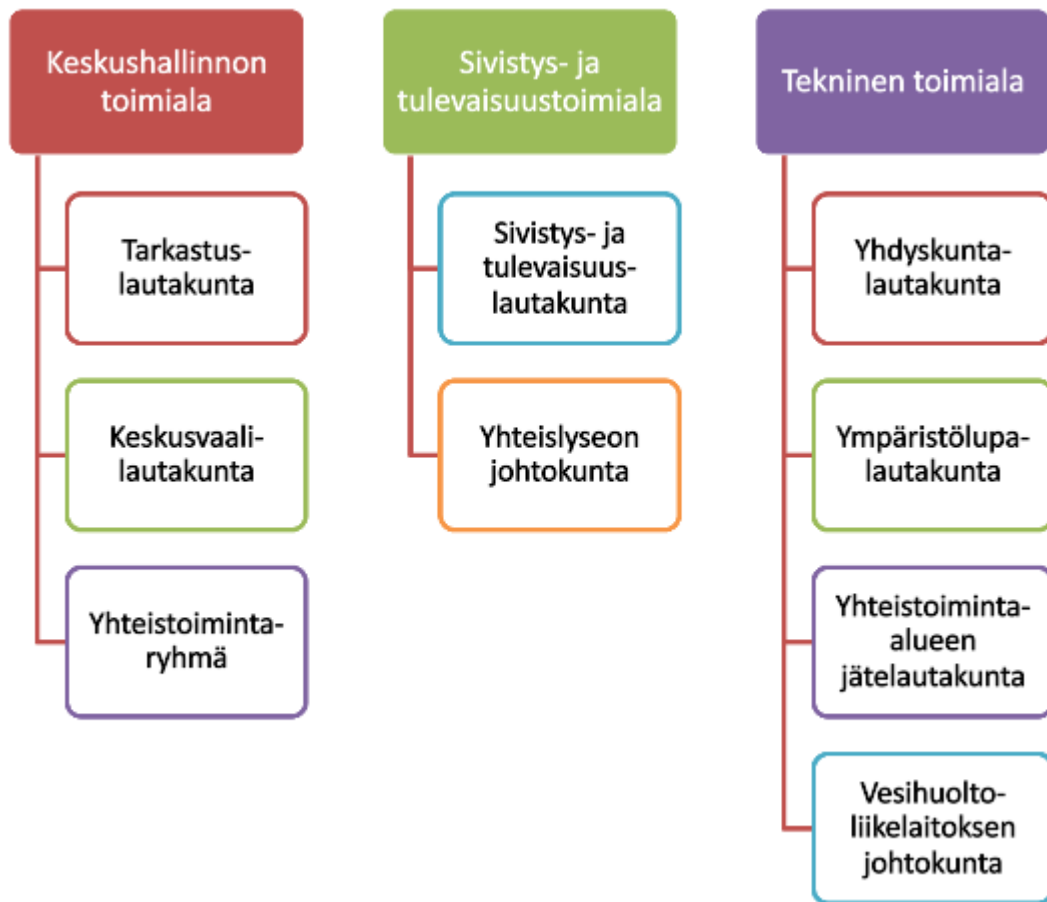 Keskushallinnon
toimiala
Tarkastus-
lautakunta
Keskusvaali-
lautakunta
Yhteistoiminta-
ryhmä
Sivistys- ja
tulevaisuustoimiala
Sivistys- ja
tulevaisuus-
lautakunta
Yhteislyseon
johtokunta
Tekninen toimiala
Yhdyskunta-
lautakunta
Ympäristölupa-
lautakunta
Yhteistoiminta-
alueen
jätelautakunta
Vesihuolto-
liikelaitoksen
johtokunta